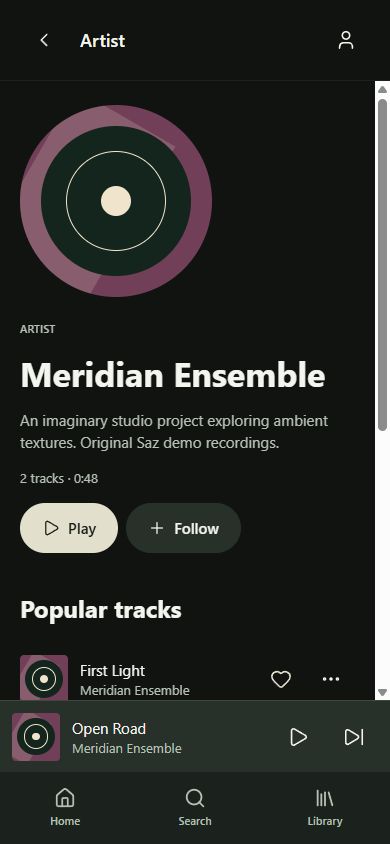 Artist
ARTIST
Meridian Ensemble
An imaginary studio project exploring ambient
textures. Original Saz demo recordings.
2 tracks · 0:48
Play
Follow
Popular tracks
First Light
Meridian Ensemble
Open Road
Meridian Ensemble
Home
Search
Library